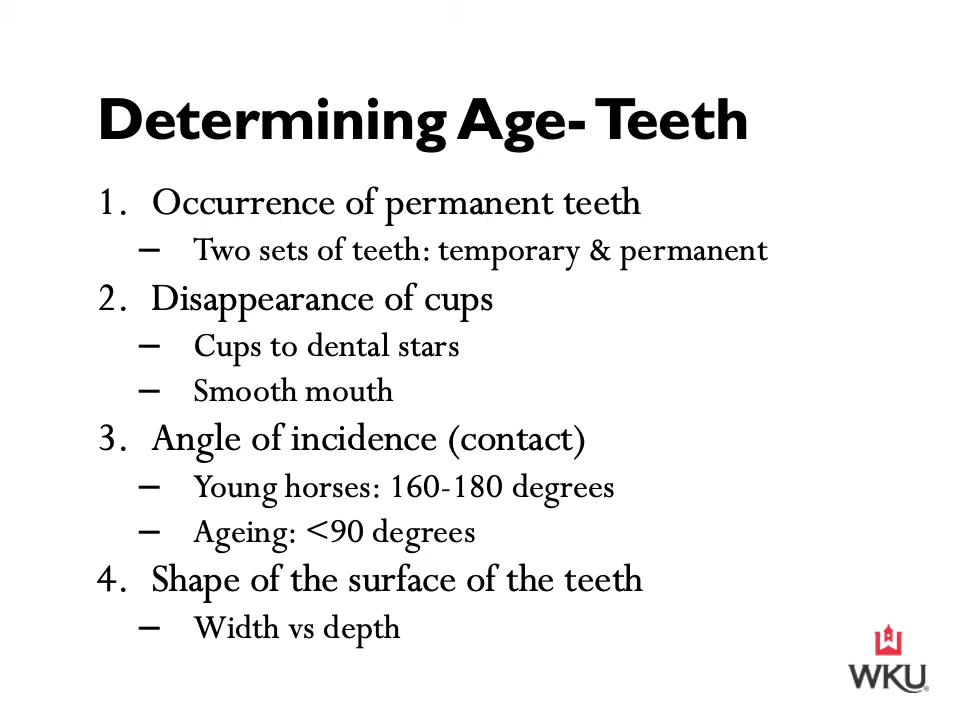 Determining Age- Teeth
1. Occurrence of permanent teeth
– Two sets of teeth: temporary & permanent
2. Disappearance of cups
– Cups to dental stars
– Smooth mouth
3. Angle of incidence (contact)
– Young horses: 160-180 degrees
– Ageing: <90 degrees
4. Shape of the surface of the teeth
– Width vs depth
WKU®